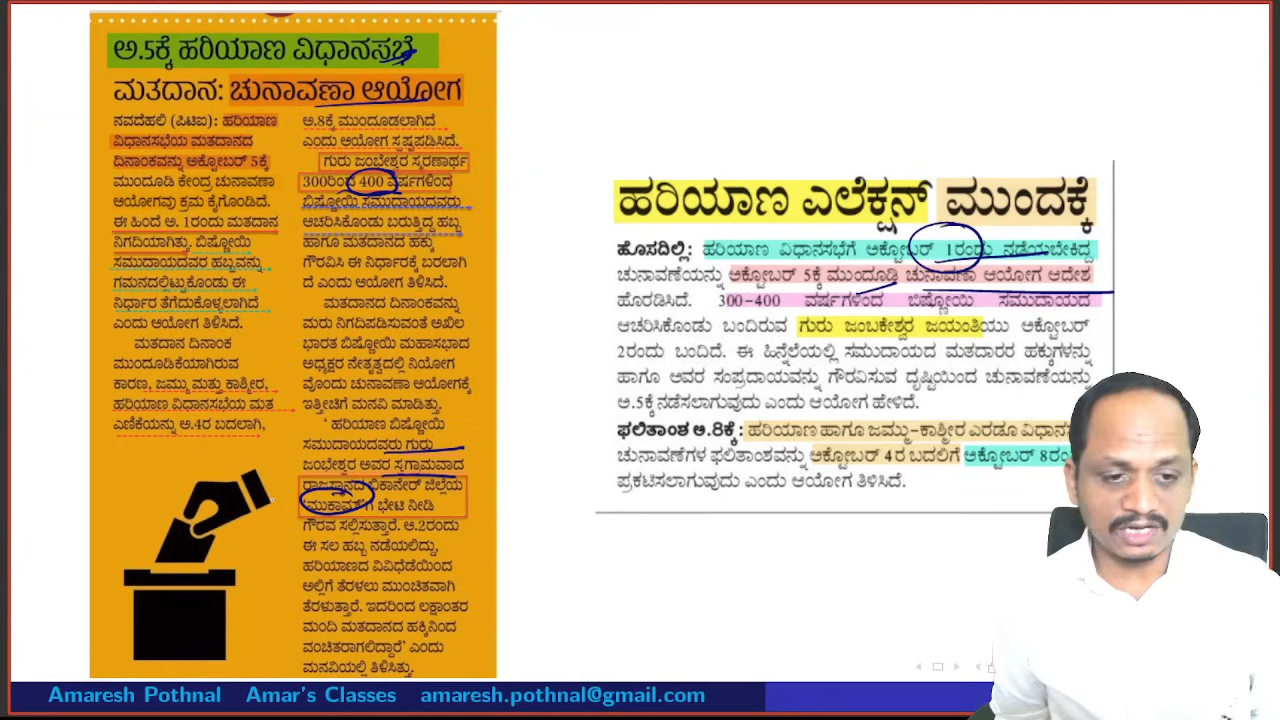 ಅ.5ಕ್ಕೆ ಹರಿಯಾಣ ವಿಧಾನಸಭೆ
ಮತದಾನ: ಚುನಾವಣಾ ಆಯೋಗ
ನವದೆಹಲಿ (ಪಿಟಿಐ): ಹರಿಯಾಣ
ವಿಧಾನಸಭೆಯ ಮತದಾನದ
ದಿನಾಂಕವನ್ನು ಅಕ್ಟೋಬರ್ 5ಕ್ಕೆ
ಮುಂದೂಡಿ ಕೇಂದ್ರ ಚುನಾವಣಾ
ಆಯೋಗವು ಕ್ರಮ ಕೈಗೊಂಡಿದೆ.
ಈ ಹಿಂದೆ ಅ. 1ರಂದು ಮತದಾನ
ನಿಗದಿಯಾಗಿತ್ತು. ಬಿಷ್ಣೋಯಿ
ಸಮುದಾಯದವರ ಹಬ್ಬವನ್ನು
ಗಮನದಲ್ಲಿಟ್ಟುಕೊಂಡು ಈ
ನಿರ್ಧಾರ ತೆಗೆದುಕೊಳ್ಳಲಾಗಿದೆ
ಎಂದು ಆಯೋಗ ತಿಳಿಸಿದೆ.
ಮತದಾನ ದಿನಾಂಕ
ಮುಂದೂಡಿಕೆಯಾಗಿರುವ
ಕಾರಣ, ಜಮ್ಮು ಮತ್ತು ಕಾಶ್ಮೀರ,
ಹರಿಯಾಣ ವಿಧಾನಸಭೆಯ ಮತ
ಎಣಿಕೆಯನ್ನು ಅ.4ರ ಬದಲಾಗಿ,
ಅ.8ಕ್ಕೆ ಮುಂದೂಡಲಾಗಿದೆ
ಎಂದು ಆಯೋಗ ಸ್ಪಷ್ಟಪಡಿಸಿದೆ.
ಗುರು ಜಂಭೇಶ್ವರ ಸ್ಮರಣಾರ್ಥ
300ರಿಂದ 400 ವರ್ಷಗಳಿಂದ
ಬಿಷ್ಣೋಯಿ ಸಮುದಾಯದವರು
ಆಚರಿಸಿಕೊಂಡು ಬರುತ್ತಿದ್ದ ಹಬ್ಬ
ಹಾಗೂ ಮತದಾನದ ಹಕ್ಕು
ಗೌರವಿಸಿ ಈ ನಿರ್ಧಾರಕ್ಕೆ ಬರಲಾಗಿ
ದೆ ಎಂದು ಆಯೋಗ ತಿಳಿಸಿದೆ.
ಮತದಾನದ ದಿನಾಂಕವನ್ನು
ಮರು ನಿಗದಿಪಡಿಸುವಂತೆ ಅಖಿಲ
ಭಾರತ ಬಿಷ್ಣೋಯಿ ಮಹಾಸಭಾದ
ಅಧ್ಯಕ್ಷರ ನೇತೃತ್ವದಲ್ಲಿ ನಿಯೋಗ
ವೊಂದು ಚುನಾವಣಾ ಆಯೋಗಕ್ಕೆ
ಇತ್ತೀಚಿಗೆ ಮನವಿ ಮಾಡಿತ್ತು.
‘ ಹರಿಯಾಣ ಬಿಷ್ಣೋಯಿ
ಸಮುದಾಯದವರು ಗುರು
ಜಂಭೇಶ್ವರ ಅವರ ಸ್ವಗ್ರಾಮವಾದ
ರಾಜಸ್ಥಾನದ ಬಿಕಾನೇರ್ ಜಿಲ್ಲೆಯ
‘ಮುಕಾಮ್’ಗೆ ಭೇಟಿ ನೀಡಿ
ಗೌರವ ಸಲ್ಲಿಸುತ್ತಾರೆ. ಅ.2ರಂದು
ಈ ಸಲ ಹಬ್ಬ ನಡೆಯಲಿದ್ದು,
ಹರಿಯಾಣದ ವಿವಿಧೆಡೆಯಿಂದ
ಅಲ್ಲಿಗೆ ತೆರಳಲು ಮುಂಚಿತವಾಗಿ
ತೆರಳುತ್ತಾರೆ. ಇದರಿಂದ ಲಕ್ಷಾಂತರ
ಮಂದಿ ಮತದಾನದ ಹಕ್ಕಿನಿಂದ
ವಂಚಿತರಾಗಲಿದ್ದಾರೆ’ ಎಂದು
ಮನವಿಯಲ್ಲಿ ತಿಳಿಸಿತ್ತು.
ಹರಿಯಾಣ ಎಲೆಕ್ಷನ್ ಮುಂದಕ್ಕೆ
ಹೊಸದಿಲ್ಲಿ: ಹರಿಯಾಣ ವಿಧಾನಸಭೆಗೆ ಅಕ್ಟೋಬರ್ 1ರಂದು ನಡೆಯಬೇಕಿದ್ದ
ಚುನಾವಣೆಯನ್ನು ಅಕ್ಟೋಬರ್ 5ಕ್ಕೆ ಮುಂದೂಡಿ ಚುನಾವಣಾ ಆಯೋಗ ಆದೇಶ
ಹೊರಡಿಸಿದೆ. 300-400 ವರ್ಷಗಳಿಂದ ಬಿಷ್ಣೋಯಿ ಸಮುದಾಯದ
ಆಚರಿಸಿಕೊಂಡು ಬಂದಿರುವ ಗುರು ಜಂಬಕೇಶ್ವರ ಜಯಂತಿಯು ಅಕ್ಟೋಬರ್
2ರಂದು ಬಂದಿದೆ. ಈ ಹಿನ್ನೆಲೆಯಲ್ಲಿ ಸಮುದಾಯದ ಮತದಾರರ ಹಕ್ಕುಗಳನ್ನು
ಹಾಗೂ ಅವರ ಸಂಪ್ರದಾಯವನ್ನು ಗೌರವಿಸುವ ದೃಷ್ಟಿಯಿಂದ ಚುನಾವಣೆಯನ್ನು
ಅ.5ಕ್ಕೆ ನಡೆಸಲಾಗುವುದು ಎಂದು ಆಯೋಗ ಹೇಳಿದೆ.
ಫಲಿತಾಂಶ ಅ.8ಕ್ಕೆ: ಹರಿಯಾಣ ಹಾಗೂ ಜಮ್ಮು-ಕಾಶ್ಮೀರ ಎರಡೂ
ಚುನಾವಣೆಗಳ ಫಲಿತಾಂಶವನ್ನು ಅಕ್ಟೋಬರ್ 4ರ ಬದಲಿಗೆ ಅಕ್ಟೋಬರ್
ಪ್ರಕಟಿಸಲಾಗುವುದು ಎಂದು ಆಯೋಗ ತಿಳಿಸಿದೆ.
Amaresh Pothnal Amar's Classes amaresh.pothnal@gmail.com